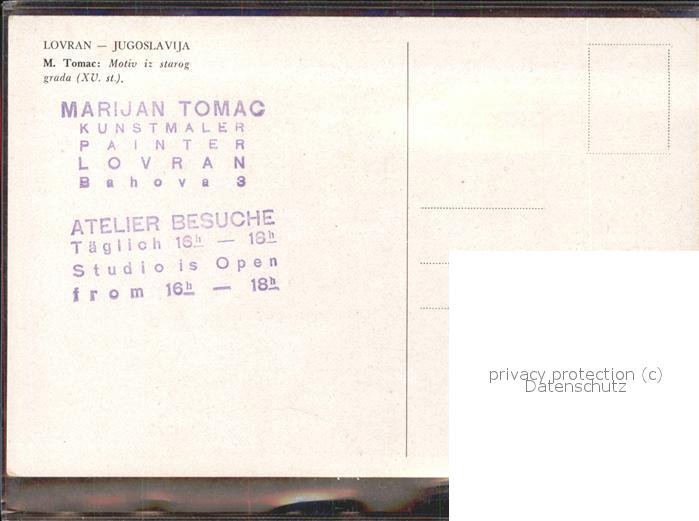 LOVRAN — JUGOSLAVIJA
M. Tomac: Motiv iz starog
grada (XV. st.).
MARIJAN TOMAC
KUNSTMALER
PAINTER
LOVRAN
Bahova 3
ATELIER BESUCHE
Täglich 16h — 18h
Studio is Open
from 16h — 18h
privacy protection (c)
Datenschutz